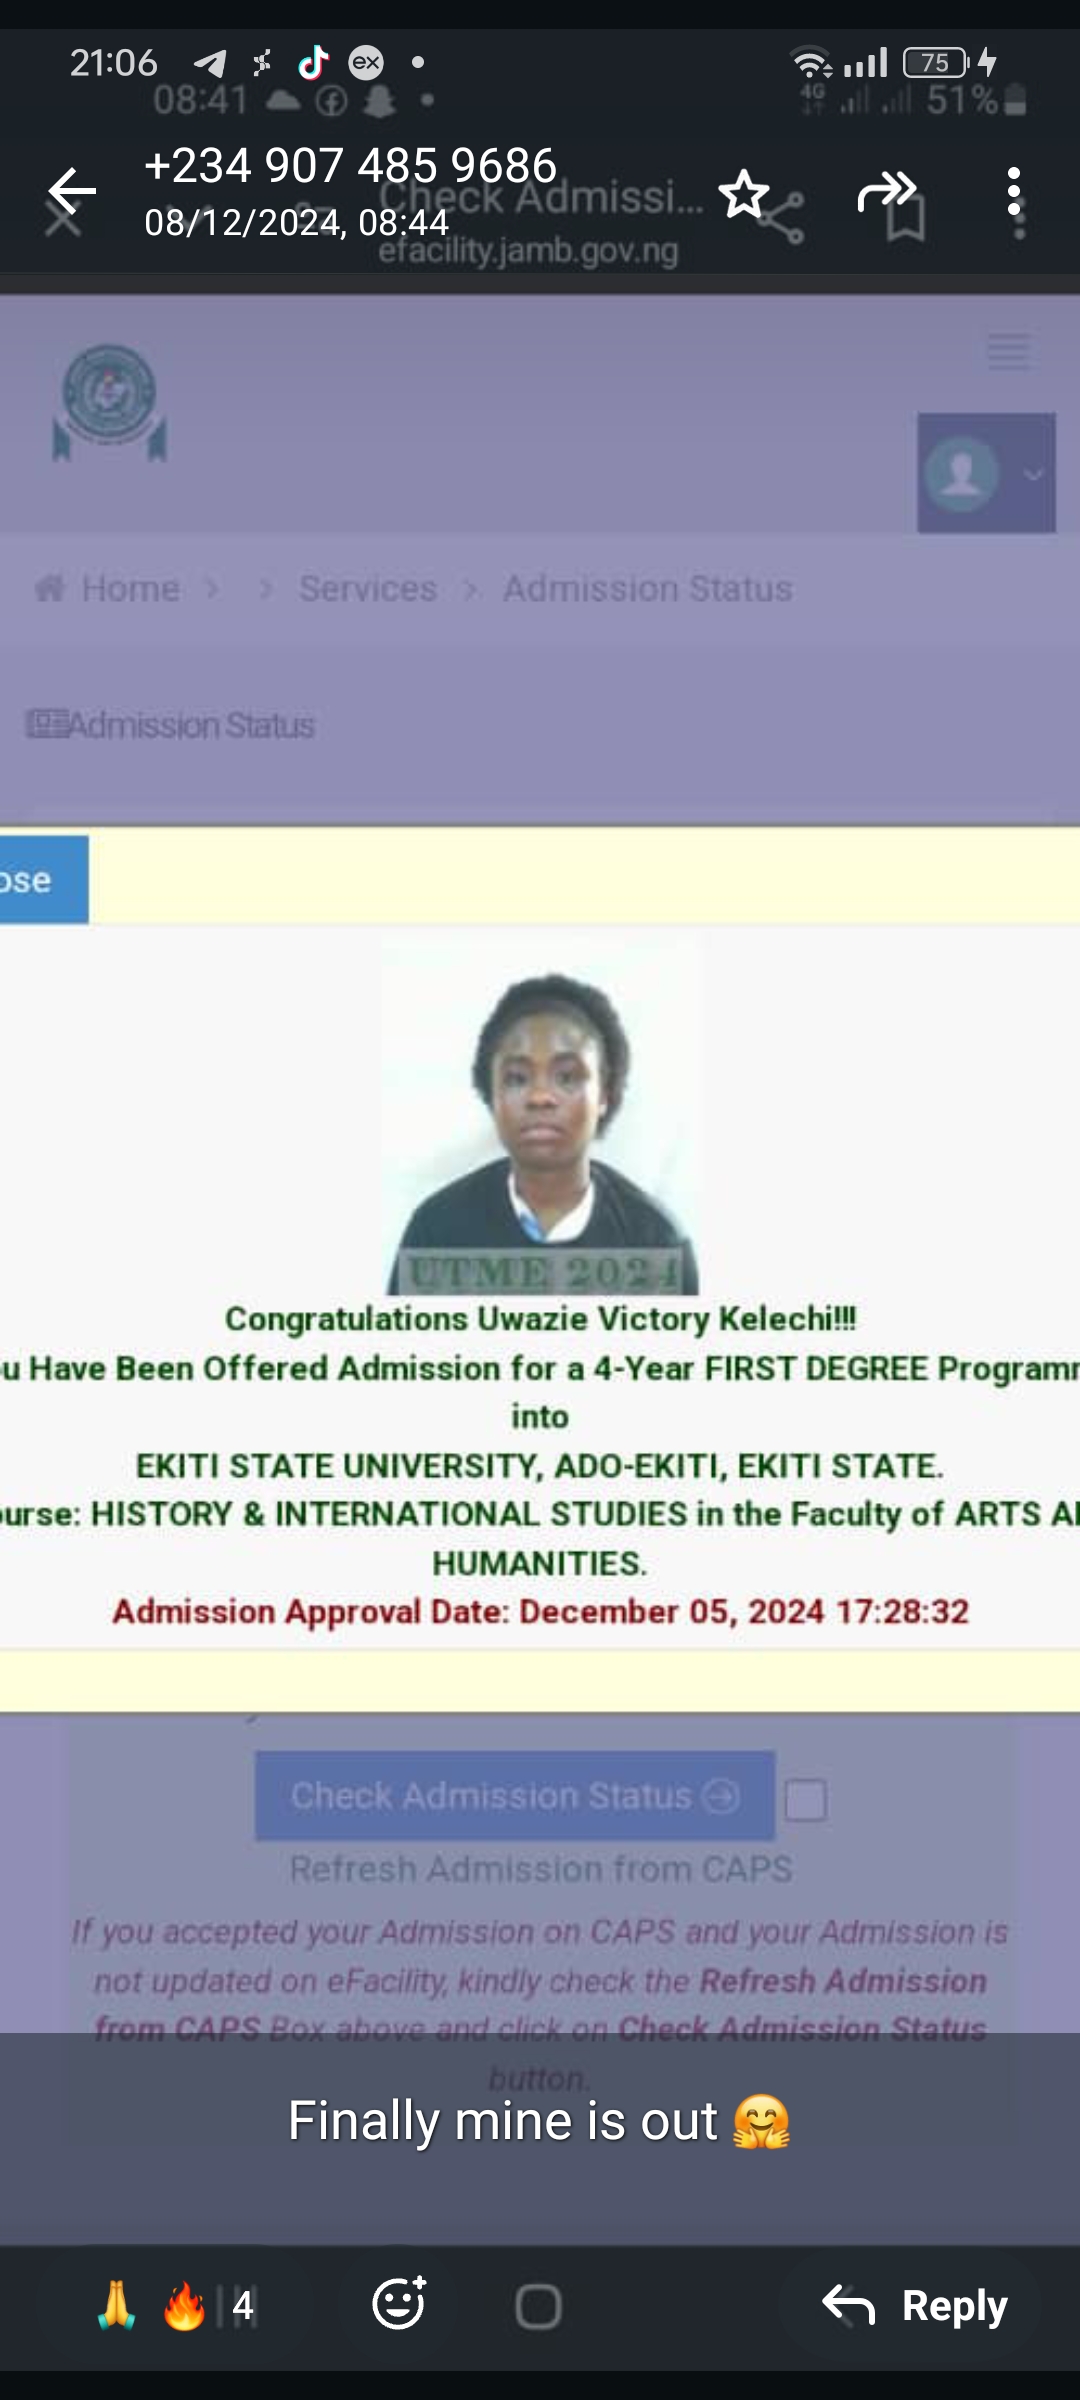 21:06
ex
75
08:41
4G
51%
+234 907 485 9686
Check Admissi...
08/12/2024, 08:44
efacility.jamb.gov.ng
Home > > Services > Admission Status
Admission Status
ose
UTME 2024
Congratulations Uwazie Victory Kelechi!!!
u Have Been Offered Admission for a 4-Year FIRST DEGREE Program
into
EKITI STATE UNIVERSITY, ADO-EKITI, EKITI STATE.
ourse: HISTORY & INTERNATIONAL STUDIES in the Faculty of ARTS A
HUMANITIES.
Admission Approval Date: December 05, 2024 17:28:32
Check Admission Status
Refresh Admission from CAPS
If you accepted your Admission on CAPS and your Admission is
not updated on eFacility, kindly check the Refresh Admission
from CAPS Box above and click on Check Admission Status
button.
Finally mine is out 🤗
🙏 🔥 4
Reply